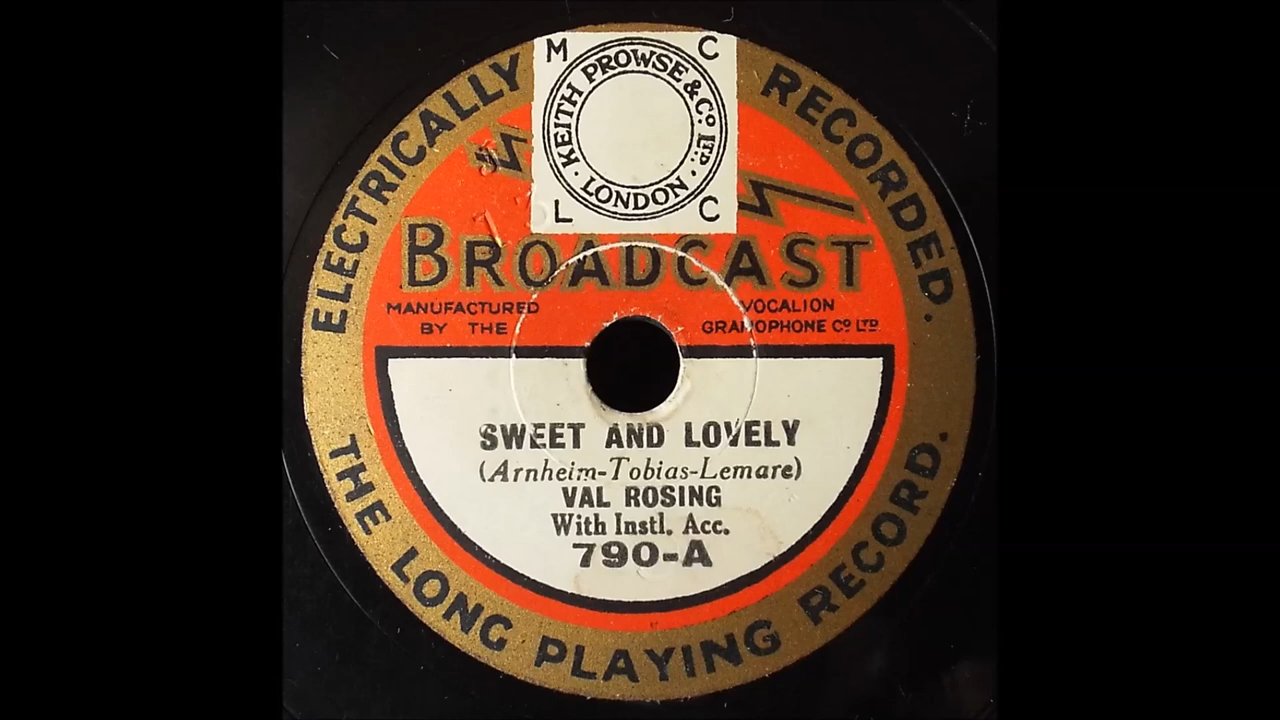 ELECTRICALLY RECORDED.
M C
KEITH PROWSE & Co LTD.
· LONDON ·
L C
BROADCAST
MANUFACTURED BY THE
VOCALION GRAMOPHONE Co LTD
SWEET AND LOVELY
(Arnheim-Tobias-Lemare)
VAL ROSING
With Instl. Acc.
790-A
THE LONG PLAYING RECORD.